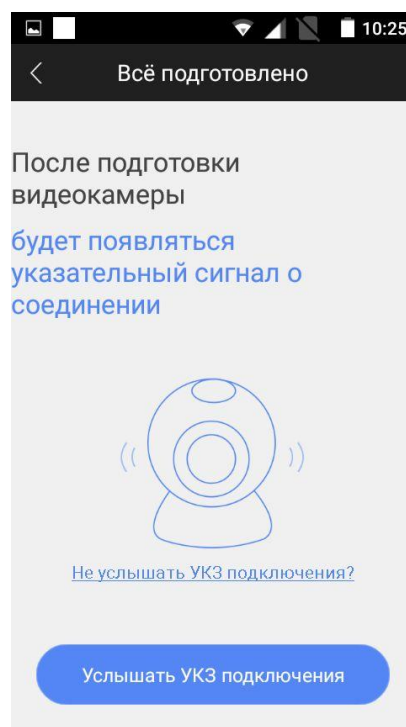 10:25
Всё подготовлено
После подготовки
видеокамеры
будет появляться
указательный сигнал о
соединении
Не услышать УКЗ подключения?
Услышать УКЗ подключения